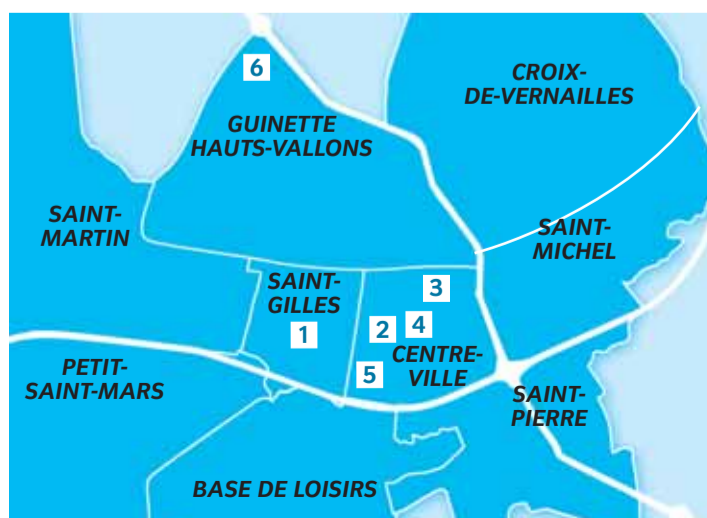 6
CROIX-
DE-VERNAILLES
GUINETTE
HAUTS-VALLONS
SAINT-
MARTIN
SAINT-
MICHEL
SAINT-
GILLES
3
1
2
4
5
CENTRE-
VILLE
PETIT-
SAINT-MARS
SAINT-
PIERRE
BASE DE LOISIRS